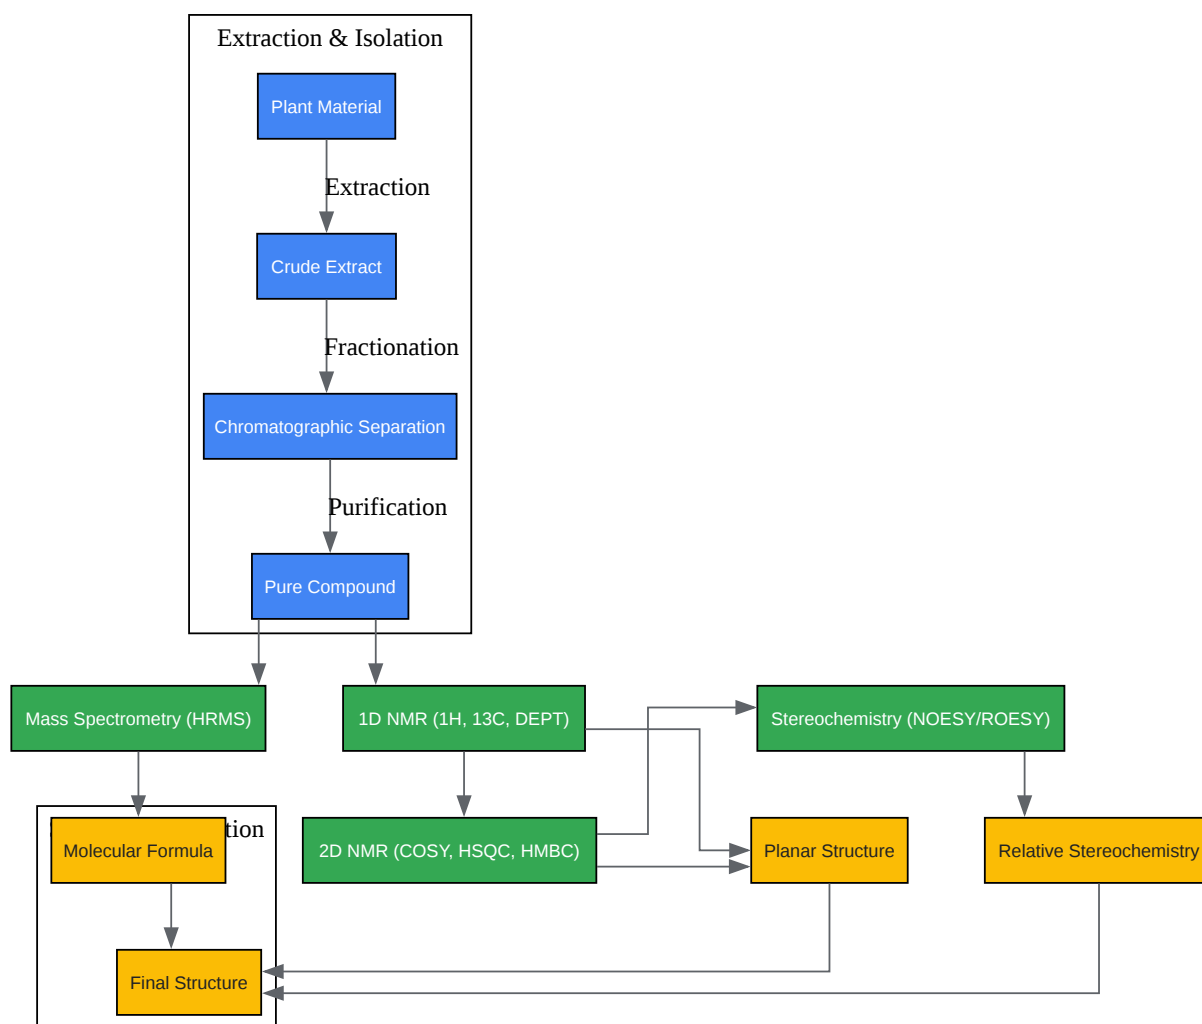 Extraction & Isolation
Plant Material
Extraction
Crude Extract
Fractionation
Chromatographic Separation
Purification
Pure Compound
Mass Spectrometry (HRMS)
1D NMR (1H, 13C, DEPT)
Stereochemistry (NOESY/ROESY)
Molecular Formula
2D NMR (COSY, HSQC, HMBC)
Planar Structure
Relative Stereochemistry
Final Structure